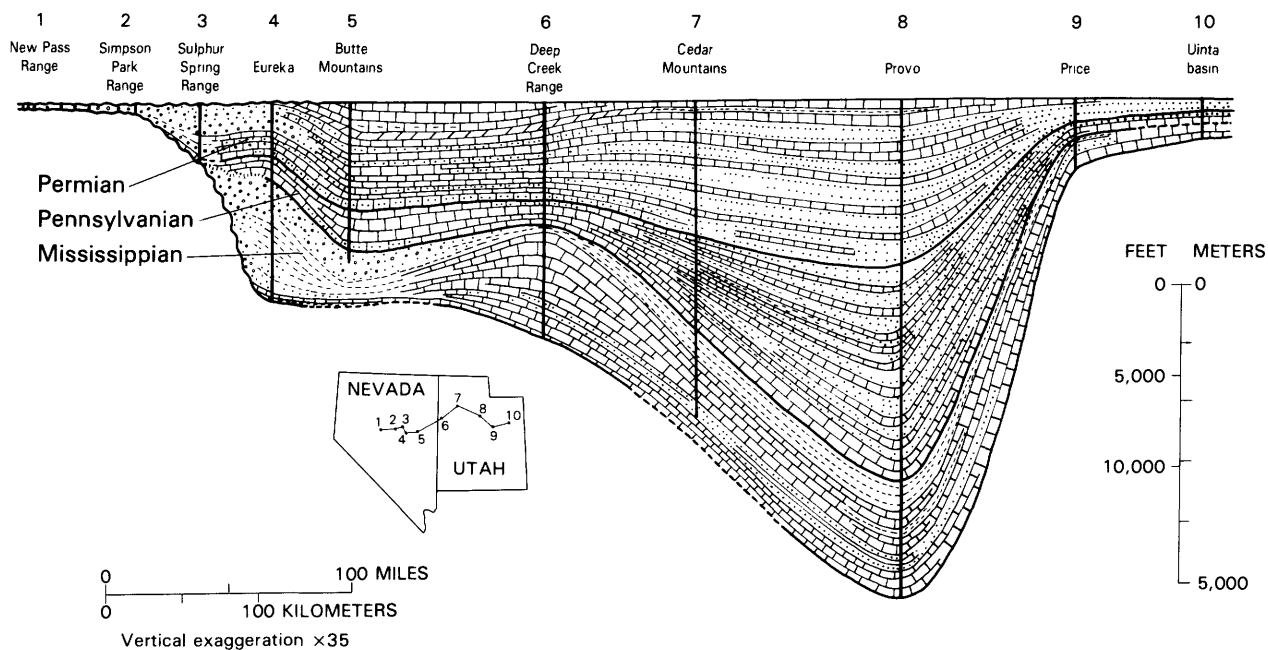 1 2 3 4 5 6 7 8 9 10
New Pass Range
Simpson Park Range
Sulphur Spring Range
Eureka
Butte Mountains
Deep Creek Range
Cedar Mountains
Provo
Price
Uinta basin
Permian
Pennsylvanian
Mississippian
FEET METERS
0 0
5,000
10,000
5,000
NEVADA
UTAH
1 2 3 4 5 6 7 8 9 10
0 100 MILES
0 100 KILOMETERS
Vertical exaggeration ×35